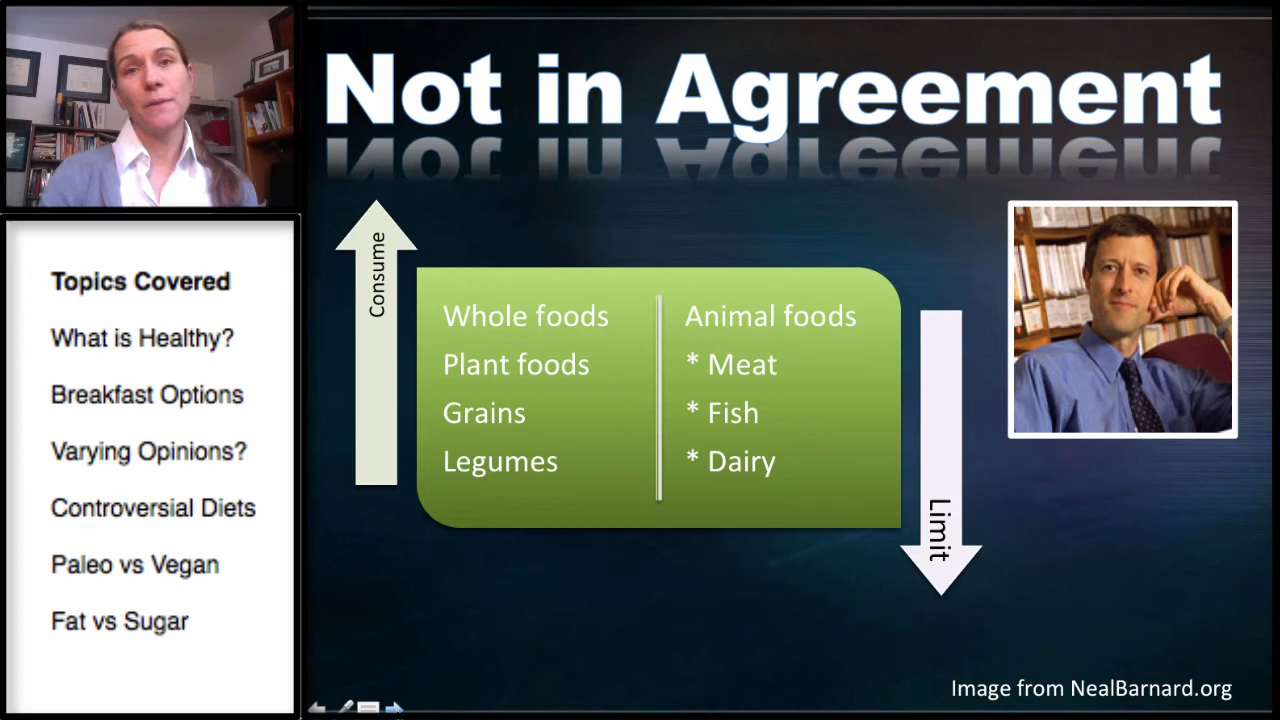 Not in Agreement
Topics Covered
What is Healthy?
Breakfast Options
Varying Opinions?
Controversial Diets
Paleo vs Vegan
Fat vs Sugar
Consume
Whole foods
Plant foods
Grains
Legumes
Animal foods
* Meat
* Fish
* Dairy
Limit
Image from NealBarnard.org